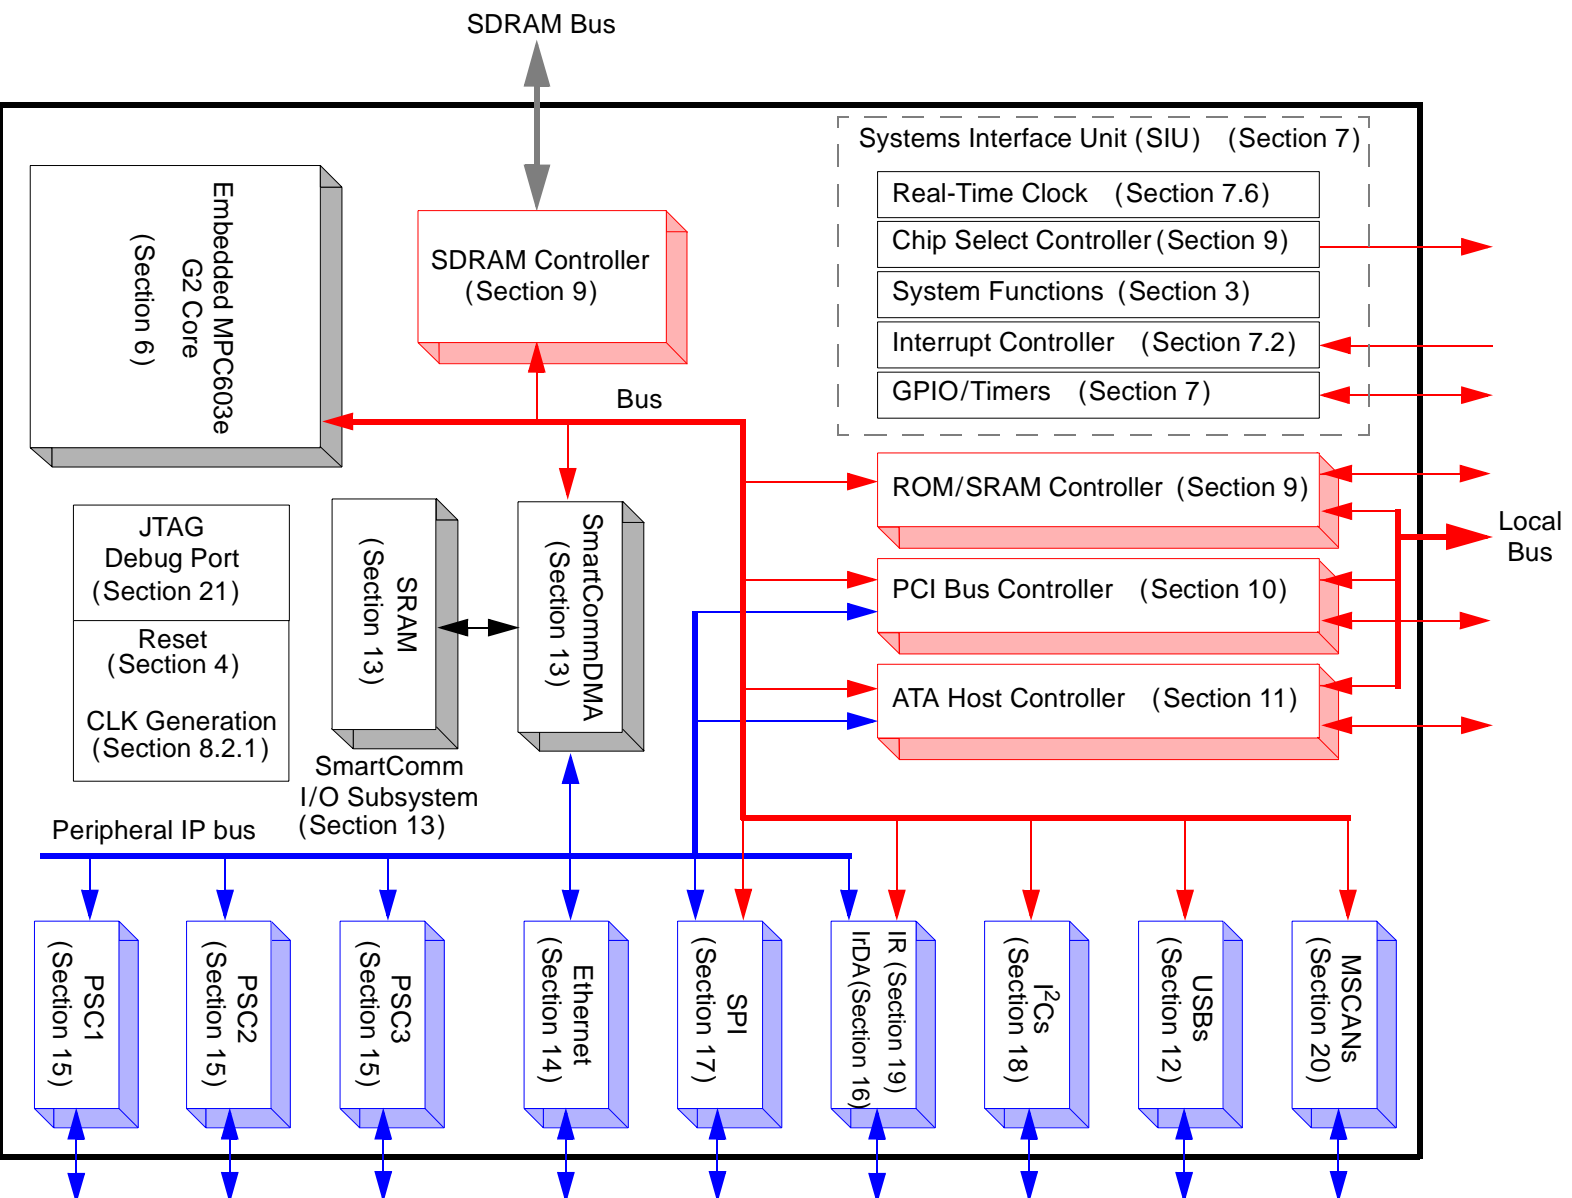 SDRAM Bus
Systems Interface Unit (SIU) (Section 7)
Real-Time Clock (Section 7.6)
Chip Select Controller (Section 9)
System Functions (Section 3)
Interrupt Controller (Section 7.2)
GPIO/Timers (Section 7)
Embedded MPC603e
G2 Core
(Section 6)
SDRAM Controller
(Section 9)
Bus
ROM/SRAM Controller (Section 9)
Local
Bus
PCI Bus Controller (Section 10)
ATA Host Controller (Section 11)
JTAG
Debug Port
(Section 21)
Reset
(Section 4)
CLK Generation
(Section 8.2.1)
SRAM
(Section 13)
SmartCommDMA
(Section 13)
SmartComm
I/O Subsystem
(Section 13)
Peripheral IP bus
PSC1
(Section 15)
PSC2
(Section 15)
PSC3
(Section 15)
Ethernet
(Section 14)
SPI
(Section 17)
IR (Section 19)
IrDA(Section 16)
I²Cs
(Section 18)
USBs
(Section 12)
MSCANs
(Section 20)